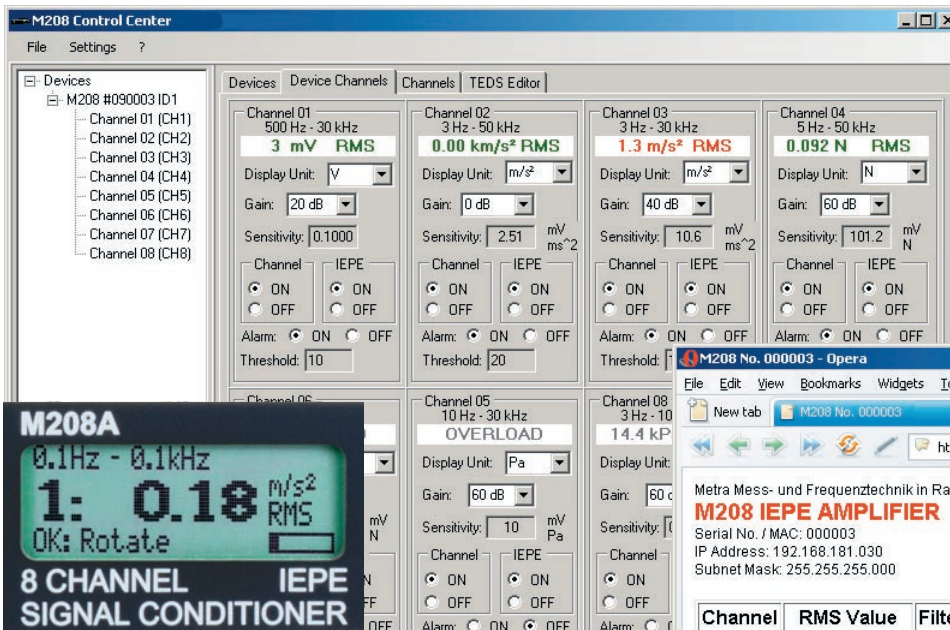 M208 Control Center
File Settings ?
Devices
M208 #090003 ID1
Channel 01 (CH1)
Channel 02 (CH2)
Channel 03 (CH3)
Channel 04 (CH4)
Channel 05 (CH5)
Channel 06 (CH6)
Channel 07 (CH7)
Channel 08 (CH8)
Devices Device Channels Channels TEDS Editor
Channel 01
500 Hz - 30 kHz
3 mV RMS
Display Unit: V
Gain: 20 dB
Sensitivity: 0.1000
Channel IEPE
ON ON
OFF OFF
Alarm: ON OFF
Threshold: 10
Channel 02
3 Hz - 50 kHz
0.00 km/s² RMS
Display Unit: m/s²
Gain: 0 dB
Sensitivity: 2.51 mV
ms^2
Channel IEPE
ON ON
OFF OFF
Alarm: ON OFF
Threshold: 20
Channel 03
3 Hz - 30 kHz
1.3 m/s² RMS
Display Unit: m/s²
Gain: 40 dB
Sensitivity: 10.6 mV
ms^2
Channel IEPE
ON ON
OFF OFF
Alarm: ON OFF
Threshold:
Channel 04
5 Hz - 50 kHz
0.092 N RMS
Display Unit: N
Gain: 60 dB
Sensitivity: 101.2 mV
N
Channel IEPE
ON ON
OFF OFF
Alarm: ON OFF
Channel 06
mV
N
OFF
Channel 05
10 Hz - 30 kHz
OVERLOAD
Display Unit: Pa
Gain: 60 dB
Sensitivity: 10 mV
Pa
Channel IEPE
ON ON
OFF OFF
Alarm: ON OFF
Channel 08
3 Hz - 10
14.4 kP
Display Unit:
Gain: 60 d
Sensitivity:
Channel
ON
OFF
Alarm:
M208A
0.1Hz - 0.1kHz
1: 0.18 m/s²
RMS
OK: Rotate
8 CHANNEL IEPE
SIGNAL CONDITIONER
M208 No. 000003 - Opera
File Edit View Bookmarks Widgets
New tab M208 No. 000003
ht
Metra Mess- und Frequenztechnik in Ra
M208 IEPE AMPLIFIER
Serial No. / MAC: 000003
IP Address: 192.168.181.030
Subnet Mask: 255.255.255.000
Channel RMS Value Filte